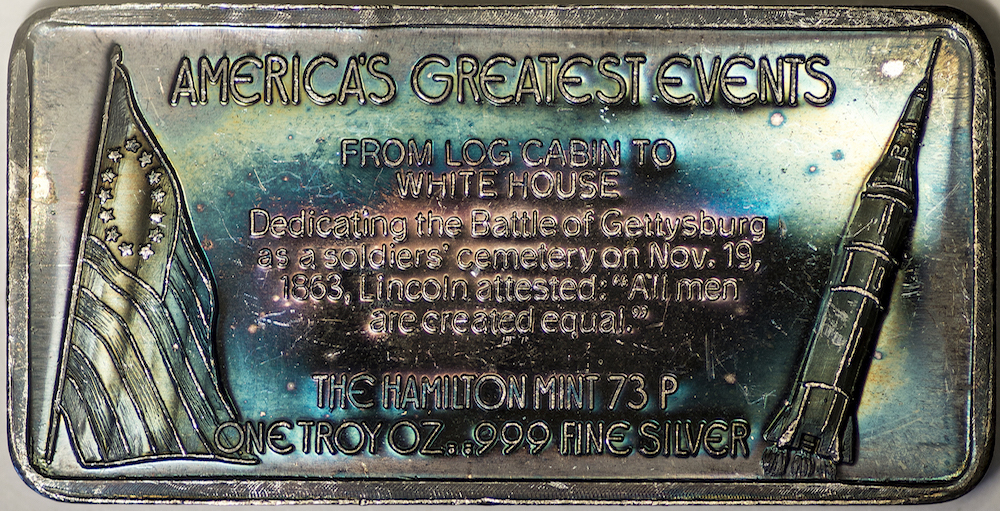 AMERICA'S GREATEST EVENTS
FROM LOG CABIN TO
WHITE HOUSE
Dedicating the Battle of Gettysburg
as a soldiers' cemetery on Nov. 19,
1863, Lincoln attested: "All men
are created equal."
THE HAMILTON MINT 73 P
ONE TROY OZ. .999 FINE SILVER